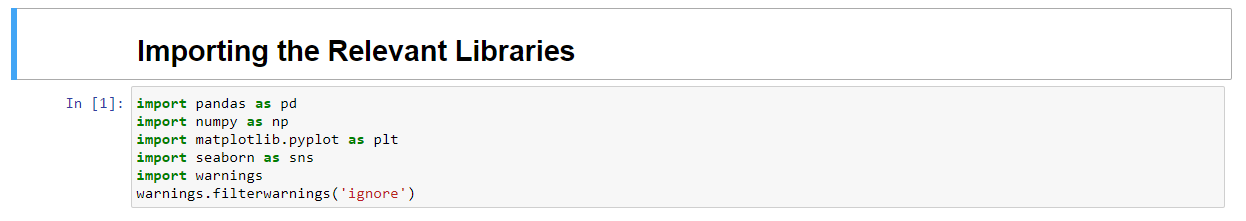 Importing the Relevant Libraries
In [1]: import pandas as pd
import numpy as np
import matplotlib.pyplot as plt
import seaborn as sns
import warnings
warnings.filterwarnings('ignore')